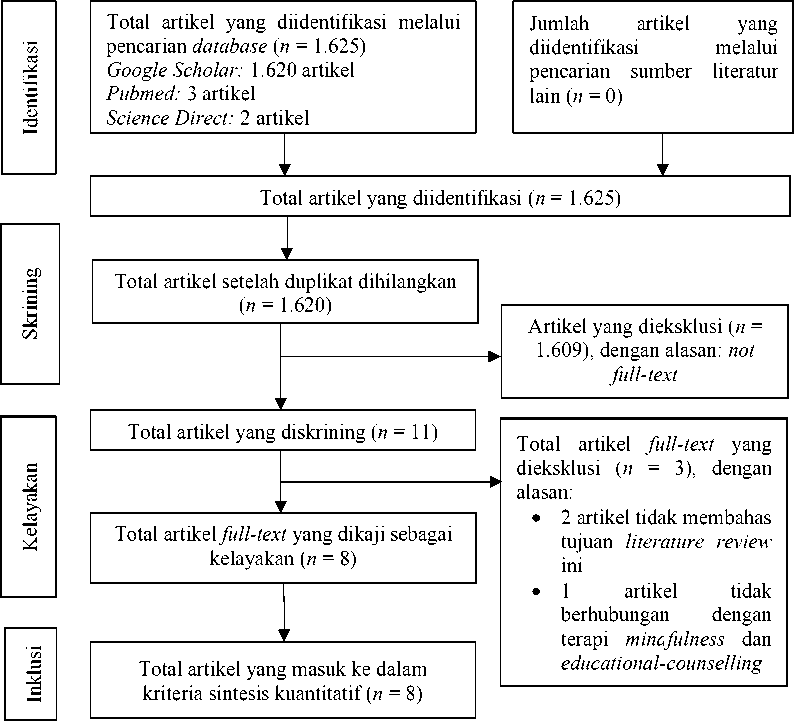 Identifikasi
Total artikel yang diidentifikasi melalui
pencarian database (n = 1.625)
Google Scholar: 1.620 artikel
Pubmed: 3 artikel
Science Direct: 2 artikel
Jumlah artikel yang
diidentifikasi melalui
pencarian sumber literatur
lain (n = 0)
Total artikel yang diidentifikasi (n = 1.625)
Skrining
Total artikel setelah duplikat dihilangkan
(n = 1.620)
Artikel yang dieksklusi (n =
1.609), dengan alasan: not
full-text
Kelayakan
Total artikel yang diskrining (n = 11)
Total artikel full-text yang
dieksklusi (n = 3), dengan
alasan:
• 2 artikel tidak membahas
tujuan literature review
ini
• 1 artikel tidak
berhubungan dengan
terapi minafulness dan
educational-counselling
Total artikel full-text yang dikaji sebagai
kelayakan (n = 8)
Inklusi
Total artikel yang masuk ke dalam
kriteria sintesis kuantitatif (n = 8)